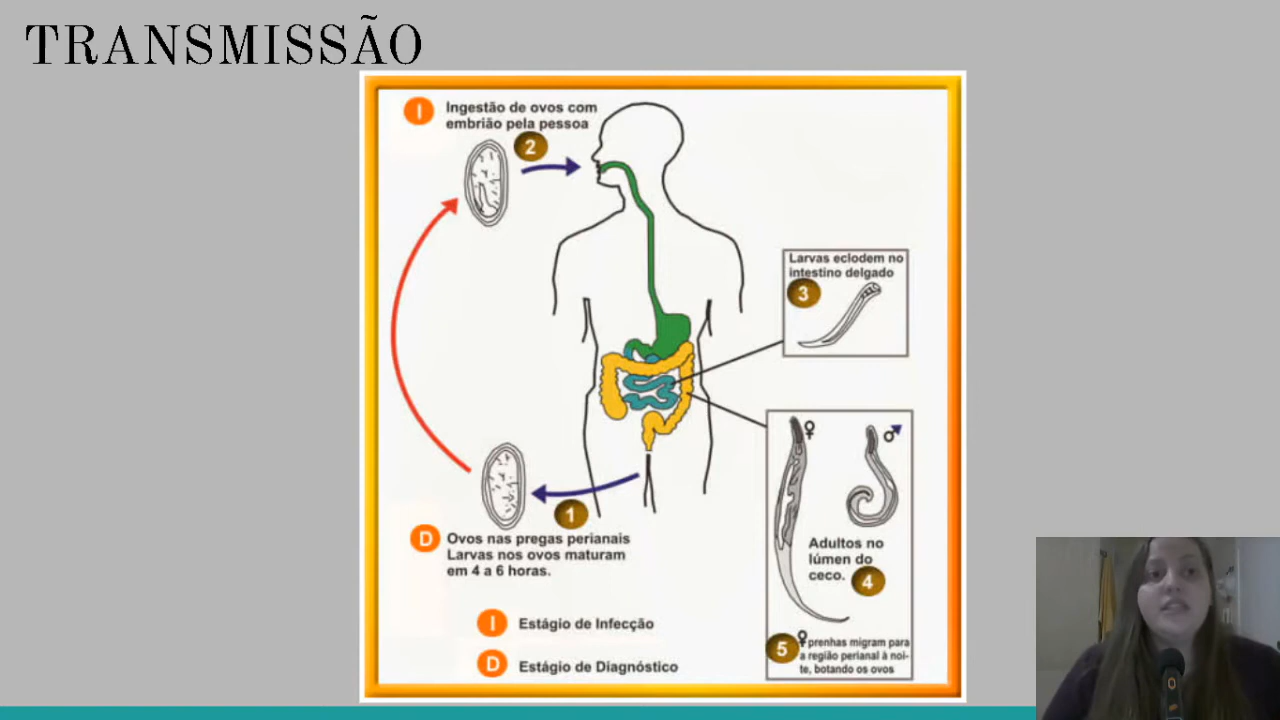 TRANSMISSÃO
I
Ingestão de ovos com
embrião pela pessoa
2
Larvas eclodem no
intestino delgado
3
1
D
Ovos nas pregas perianais
Larvas nos ovos maturam
em 4 a 6 horas.
♀
♂
Adultos no
lúmen do
ceco.
4
I Estágio de Infecção
D Estágio de Diagnóstico
5 ♀ prenhas migram para
a região perianal à noi-
te, botando os ovos